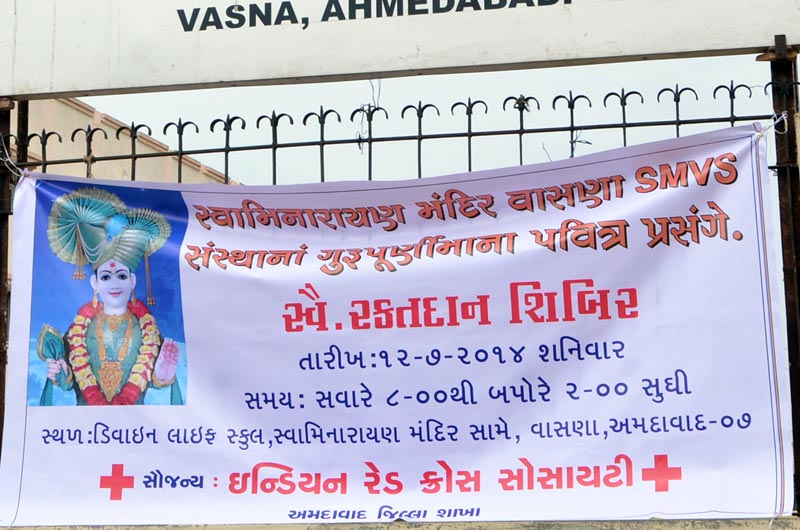 VASNA, AHMEDABAD.
સ્વામિનારાયણ મંદિર વાસણા SMVS
સંસ્થાનાં ગુરૂપૂર્ણીમાના પવિત્ર પ્રસંગે.
સ્વૈ. રક્તદાન શિબિર
તારીખ:૧૨-૭-૨૦૧૪ શનિવાર
સમય: સવારે ૮-૦૦થી બપોરે ૨-૦૦ સુધી
સ્થળ:ડિવાઇન લાઇફ સ્કુલ,સ્વામિનારાયણ મંદિર સામે, વાસણા,અમદાવાદ-૦૭
સૌજન્ય : ઇન્ડિયન રેડ ક્રોસ સોસાયટી
અમદાવાદ જિલ્લા શાખા